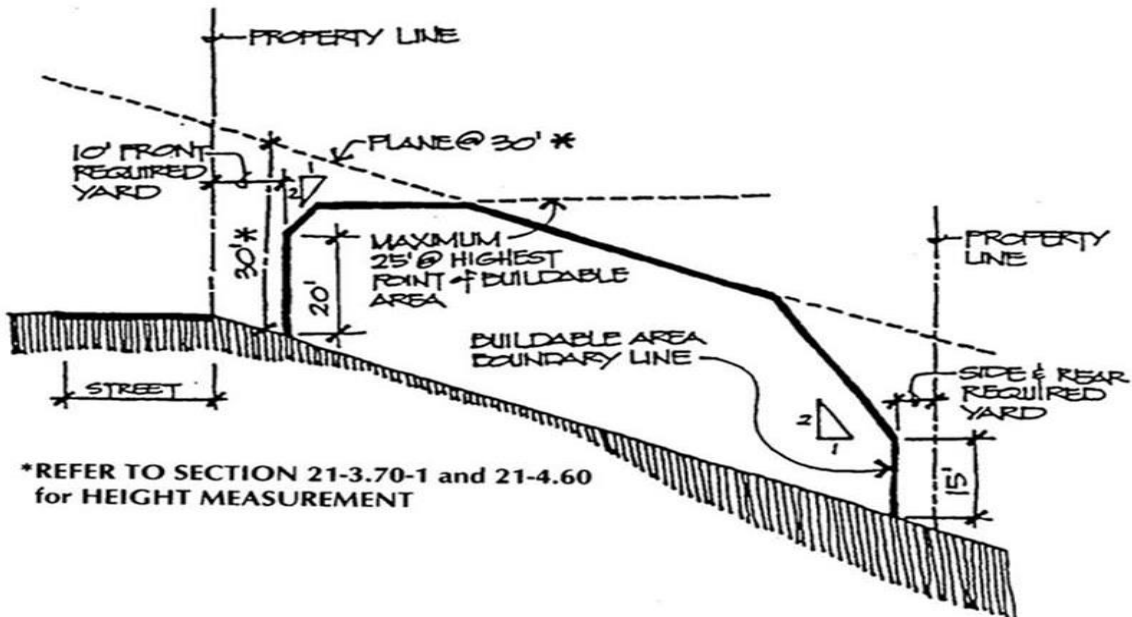 PROPERTY LINE
PLANE @ 30' *
10' FRONT
REQUIRED
YARD
1
2
30'*
20'
MAXIMUM
25' @ HIGHEST
POINT of BUILDABLE
AREA
PROPERTY
LINE
BUILDABLE AREA
BOUNDARY LINE
SIDE & REAR
REQUIRED
YARD
STREET
2
1
15'
*REFER TO SECTION 21-3.70-1 and 21-4.60
for HEIGHT MEASUREMENT